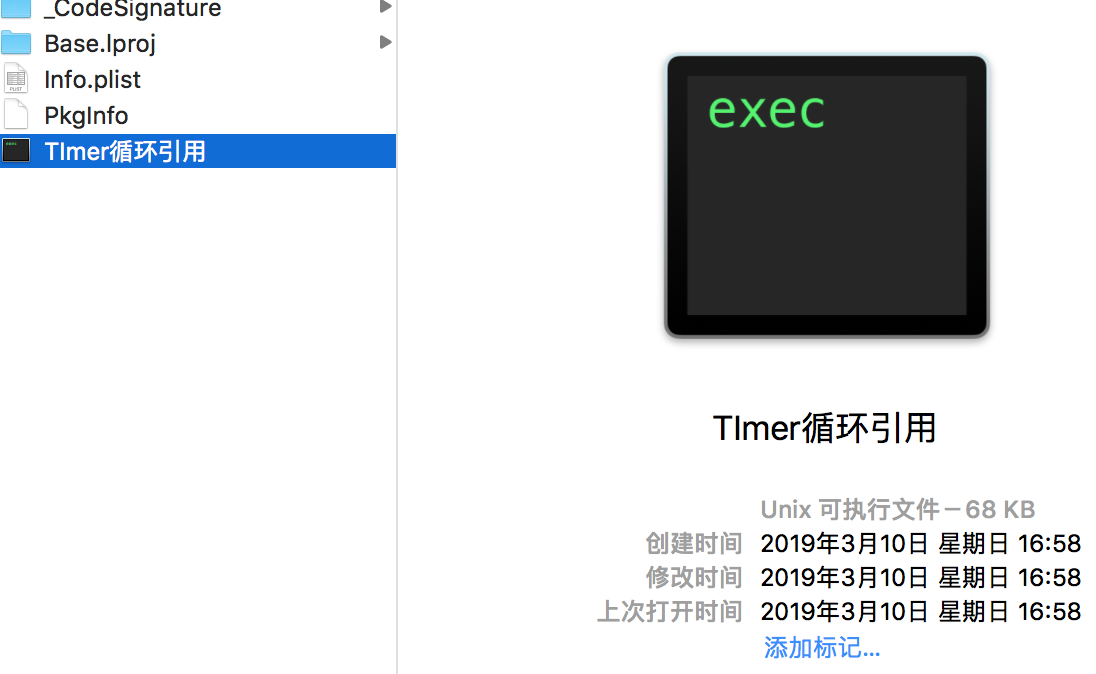 _CodeSignature
Base.lproj
Info.plist
PkgInfo
TImer循环引用
exec
TImer循环引用
Unix 可执行文件 – 68 KB
创建时间 2019年3月10日 星期日 16:58
修改时间 2019年3月10日 星期日 16:58
上次打开时间 2019年3月10日 星期日 16:58
添加标记...